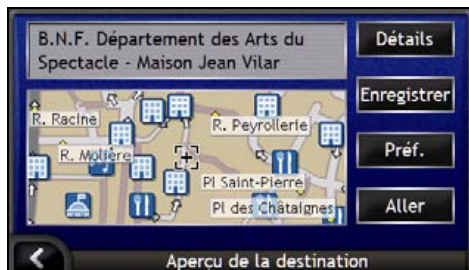 B.N.F. Département des Arts du
Spectacle - Maison Jean Vilar
Détails
Enregistrer
Préf.
Aller
R. Racine
R. Peyrollerie
R. Molière
Pl Saint-Pierre
Pl des Châtaignes
Aperçu de la destination